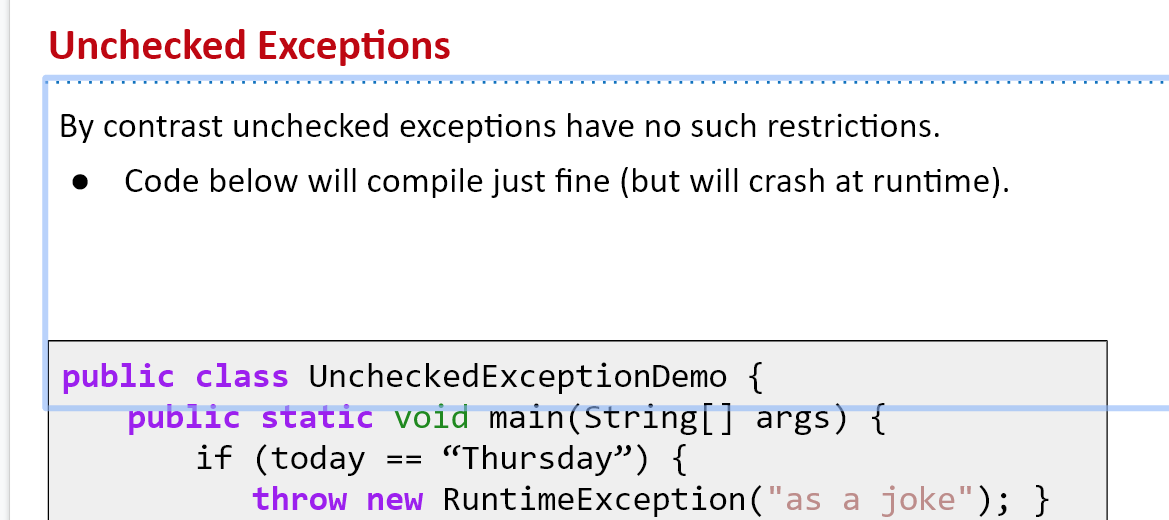 Unchecked Exceptions
By contrast unchecked exceptions have no such restrictions.
● Code below will compile just fine (but will crash at runtime).
public class UncheckedExceptionDemo {
public static void main(String[] args) {
if (today == “Thursday”) {
throw new RuntimeException("as a joke"); }